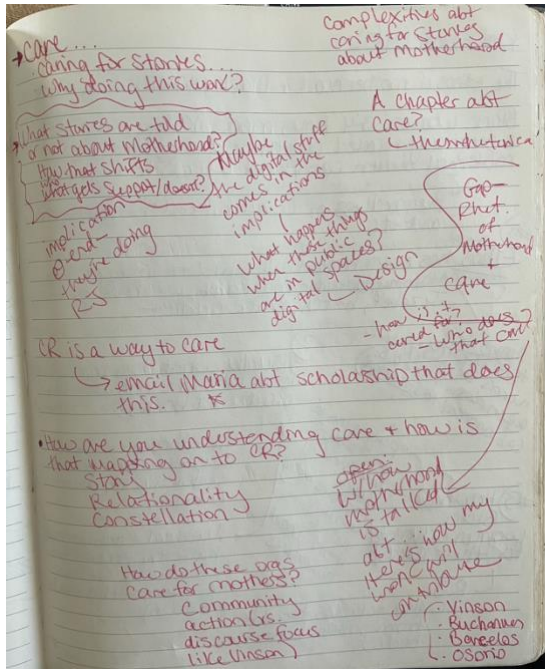 → Care...
· Caring for stories...
Why doing this work?
Complexities abt
caring for stories
about motherhood
→ What stories are told
or not about Motherhood?
How that shifts
who
what gets support/doesn't?
A chapter abt
care?
Maybe
the digital stuff
comes in the
implications
What happens
when these things
are in public
digital spaces?
Design
implication
@ end -
they're doing
RJ
Gap -
Rhet.
of
Motherhood
+
care
- how is it
cared for?
- who does
that care?
CR is a way to care
→ email Maria abt scholarship that does
this.
• How are you understanding care + how is
that mapping on to CR?
Story
Relationality
Constellation
open:
w/ how
motherhood
is talked
abt...
Here's how my
work will
contribute
How do these orgs
care for mothers?
Community
action (vs.
discourse focus
like Vinson)
· Vinson
· Buchanan
· Barcelos
· Osorio